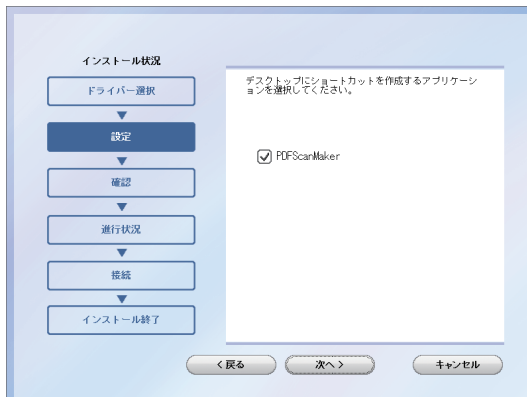 インストール状況
ドライバー選択
設定
確認
進行状況
接続
インストール終了
デスクトップにショートカットを作成するアプリケーシ
ョンを選択してください。
PDFScanMaker
< 戻る
次へ >
キャンセル